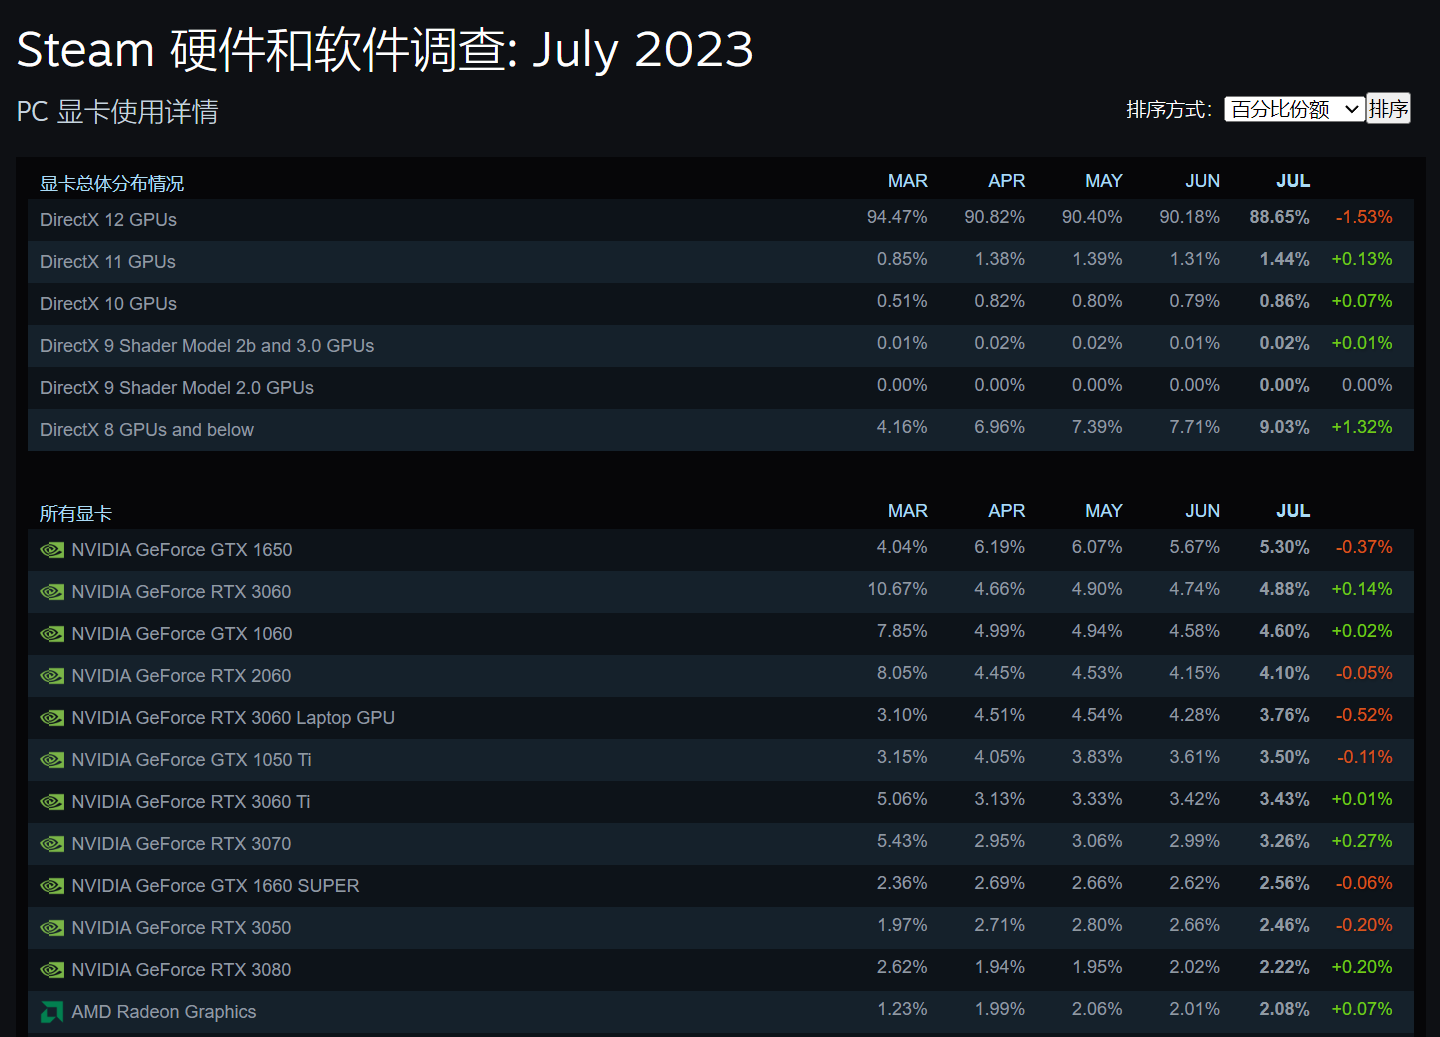 Steam 硬件和软件调查: July 2023
PC 显卡使用详情
排序方式: 百分比份额 排序
显卡总体分布情况 MAR APR MAY JUN JUL
DirectX 12 GPUs 94.47% 90.82% 90.40% 90.18% 88.65% -1.53%
DirectX 11 GPUs 0.85% 1.38% 1.39% 1.31% 1.44% +0.13%
DirectX 10 GPUs 0.51% 0.82% 0.80% 0.79% 0.86% +0.07%
DirectX 9 Shader Model 2b and 3.0 GPUs 0.01% 0.02% 0.02% 0.01% 0.02% +0.01%
DirectX 9 Shader Model 2.0 GPUs 0.00% 0.00% 0.00% 0.00% 0.00% 0.00%
DirectX 8 GPUs and below 4.16% 6.96% 7.39% 7.71% 9.03% +1.32%
所有显卡 MAR APR MAY JUN JUL
NVIDIA GeForce GTX 1650 4.04% 6.19% 6.07% 5.67% 5.30% -0.37%
NVIDIA GeForce RTX 3060 10.67% 4.66% 4.90% 4.74% 4.88% +0.14%
NVIDIA GeForce GTX 1060 7.85% 4.99% 4.94% 4.58% 4.60% +0.02%
NVIDIA GeForce RTX 2060 8.05% 4.45% 4.53% 4.15% 4.10% -0.05%
NVIDIA GeForce RTX 3060 Laptop GPU 3.10% 4.51% 4.54% 4.28% 3.76% -0.52%
NVIDIA GeForce GTX 1050 Ti 3.15% 4.05% 3.83% 3.61% 3.50% -0.11%
NVIDIA GeForce RTX 3060 Ti 5.06% 3.13% 3.33% 3.42% 3.43% +0.01%
NVIDIA GeForce RTX 3070 5.43% 2.95% 3.06% 2.99% 3.26% +0.27%
NVIDIA GeForce GTX 1660 SUPER 2.36% 2.69% 2.66% 2.62% 2.56% -0.06%
NVIDIA GeForce RTX 3050 1.97% 2.71% 2.80% 2.66% 2.46% -0.20%
NVIDIA GeForce RTX 3080 2.62% 1.94% 1.95% 2.02% 2.22% +0.20%
AMD Radeon Graphics 1.23% 1.99% 2.06% 2.01% 2.08% +0.07%